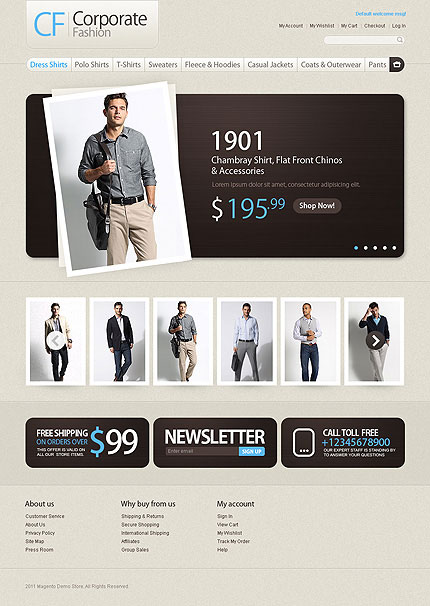 CF Corporate
Fashion
Default welcome msg!
My Account | My Wishlist | My Cart | Checkout | Log In
Dress Shirts | Polo Shirts | T-Shirts | Sweaters | Fleece & Hoodies | Casual Jackets | Coats & Outerwear | Pants
1901
Chambray Shirt, Flat Front Chinos
& Accessories
Lorem ipsum dolor sit amet, consectetur adipisicing elit.
$195.99 Shop Now!
FREE SHIPPING
ON ORDERS OVER
$99
THIS OFFER IS VALID ON
ALL OUR STORE ITEMS.
NEWSLETTER
Enter email SIGN UP
CALL TOLL FREE
+12345678900
OUR EXPERT STAFF IS STANDING BY
TO ANSWER YOUR QUESTIONS
About us
Customer Service
About Us
Privacy Policy
Site Map
Press Room
Why buy from us
Shipping & Returns
Secure Shopping
International Shipping
Affiliates
Group Sales
My account
Sign In
View Cart
My Wishlist
Track My Order
Help
2011 Magento Demo Store. All Rights Reserved.